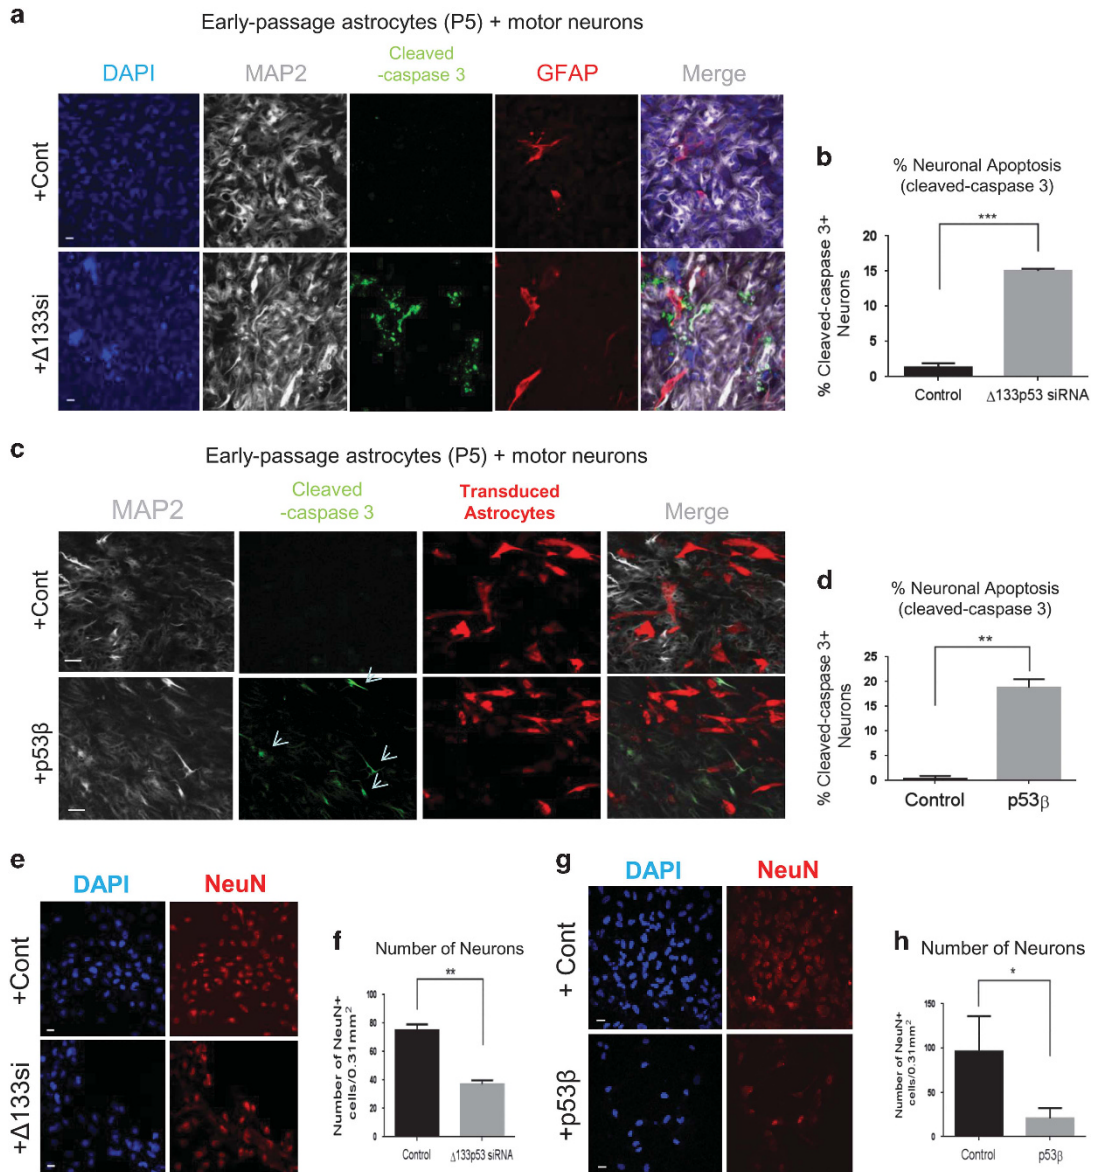 a
Early-passage astrocytes (P5) + motor neurons
DAPI
MAP2
Cleaved
-caspase 3
GFAP
Merge
+Cont
+Δ133si
b
% Neuronal Apoptosis
(cleaved-caspase 3)
***
% Cleaved-caspase 3+
Neurons
20
15
10
5
0
Control
Δ133p53 siRNA
c
Early-passage astrocytes (P5) + motor neurons
MAP2
Cleaved
-caspase 3
Transduced
Astrocytes
Merge
+Cont
+p53β
d
% Neuronal Apoptosis
(cleaved-caspase 3)
**
% Cleaved-caspase 3+
Neurons
25
20
15
10
5
0
Control
p53β
e
DAPI
NeuN
+Cont
+Δ133si
f
Number of Neurons
**
Number of NeuN+
cells/0.31mm²
100
80
60
40
20
0
Control
Δ133p53 siRNA
g
DAPI
NeuN
+ Cont
+p53β
h
Number of Neurons
*
Number of NeuN+
cells/0.31mm²
150
100
50
0
Control
p53β